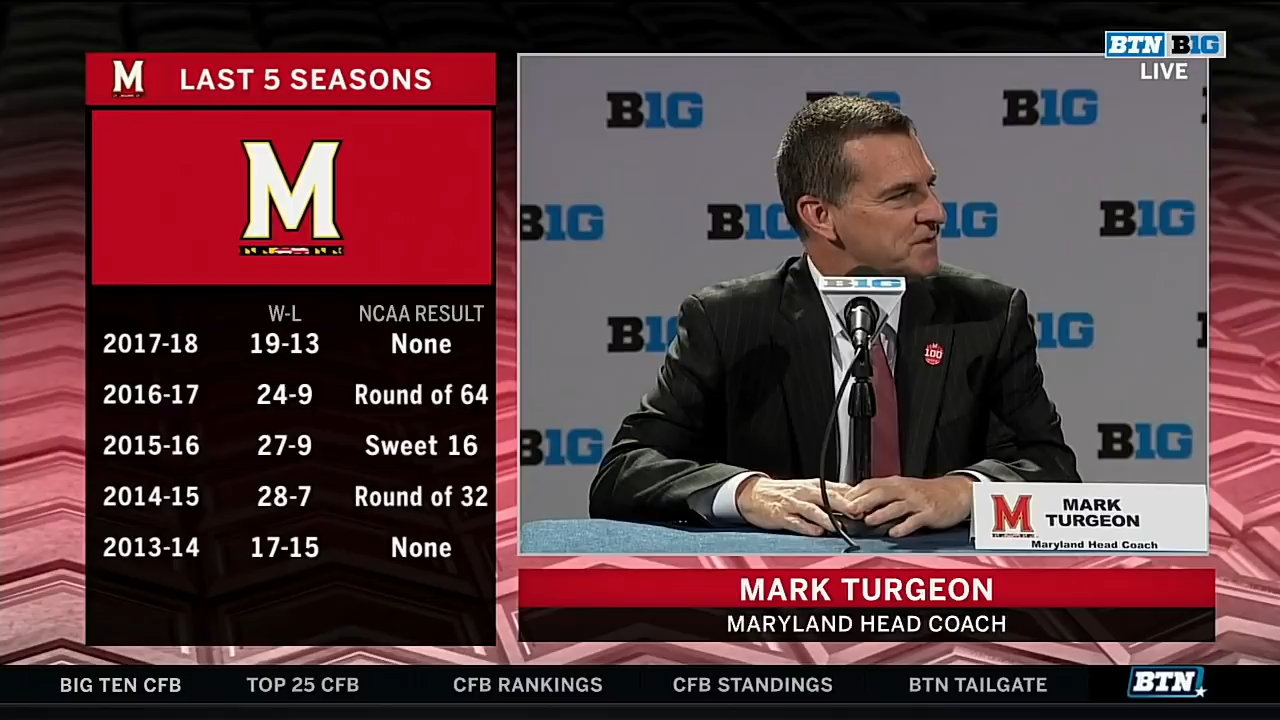 BTN B1G
LIVE
M LAST 5 SEASONS
M
W-L NCAA RESULT
2017-18 19-13 None
2016-17 24-9 Round of 64
2015-16 27-9 Sweet 16
2014-15 28-7 Round of 32
2013-14 17-15 None
B1G B1G B1G
B1G B1G B1G B1G
B1G
B1G B1G
B1G B1G
100
M MARK
TURGEON
Maryland Head Coach
MARK TURGEON
MARYLAND HEAD COACH
BIG TEN CFB TOP 25 CFB CFB RANKINGS CFB STANDINGS BTN TAILGATE BTN